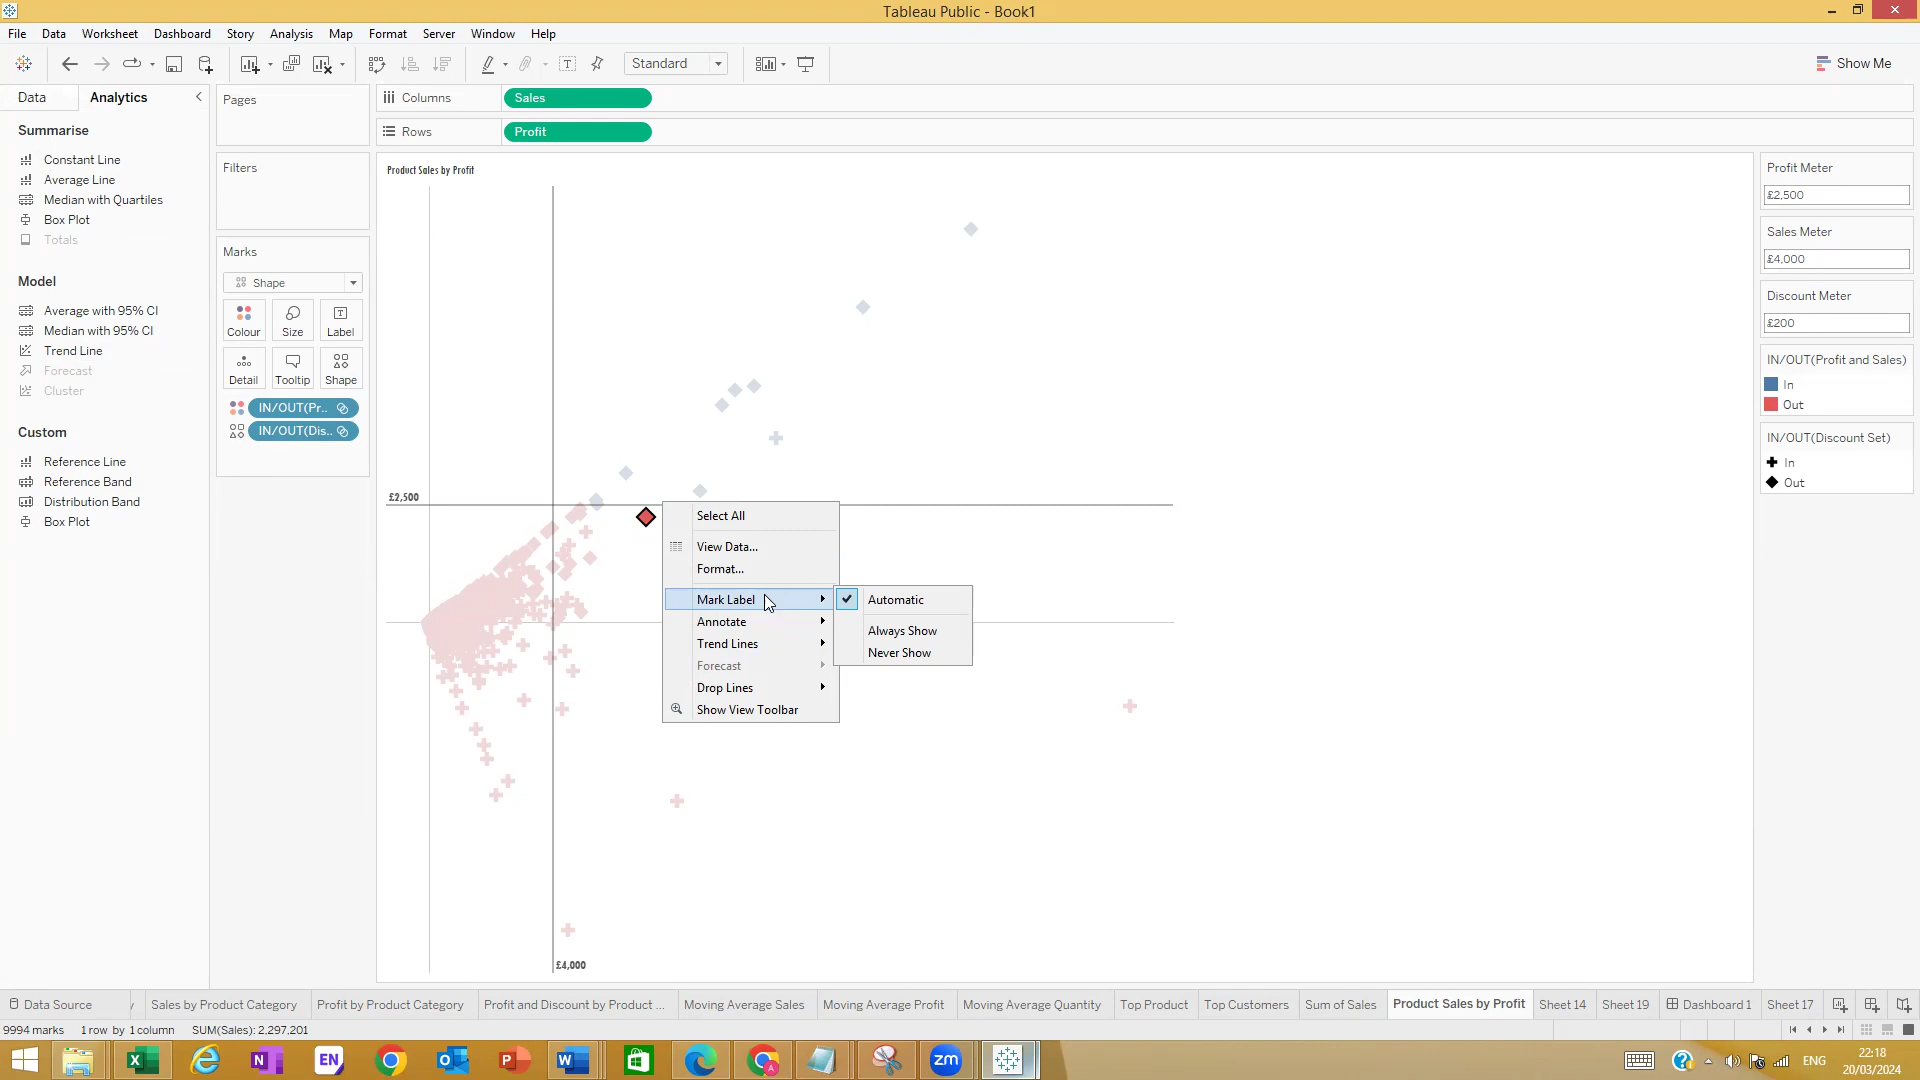 Tableau Public - Book1
File Data Worksheet Dashboard Story Analysis Map Format Server Window Help
Standard
Show Me
Data Analytics
Summarise
Constant Line
Average Line
Median with Quartiles
Box Plot
Totals
Model
Average with 95% CI
Median with 95% CI
Trend Line
Forecast
Cluster
Custom
Reference Line
Reference Band
Distribution Band
Box Plot
Pages
Filters
Marks
Shape
Colour Size Label
Detail Tooltip Shape
IN/OUT(Pr..
IN/OUT(Dis..
Columns Sales
Rows Profit
Product Sales by Profit
£2,500
£4,000
Select All
View Data...
Format...
Mark Label
Annotate
Trend Lines
Forecast
Drop Lines
Show View Toolbar
Automatic
Always Show
Never Show
Profit Meter
£2,500
Sales Meter
£4,000
Discount Meter
£200
IN/OUT(Profit and Sales)
In
Out
IN/OUT(Discount Set)
In
Out
Data Source Sales by Product Category Profit by Product Category Profit and Discount by Product ... Moving Average Sales Moving Average Profit Moving Average Quantity Top Product Top Customers Sum of Sales Product Sales by Profit Sheet 14 Sheet 19 Dashboard 1 Sheet 17
9994 marks 1 row by 1 column SUM(Sales): 2,297,201
EN
zm
ENG
22:18
20/03/2024